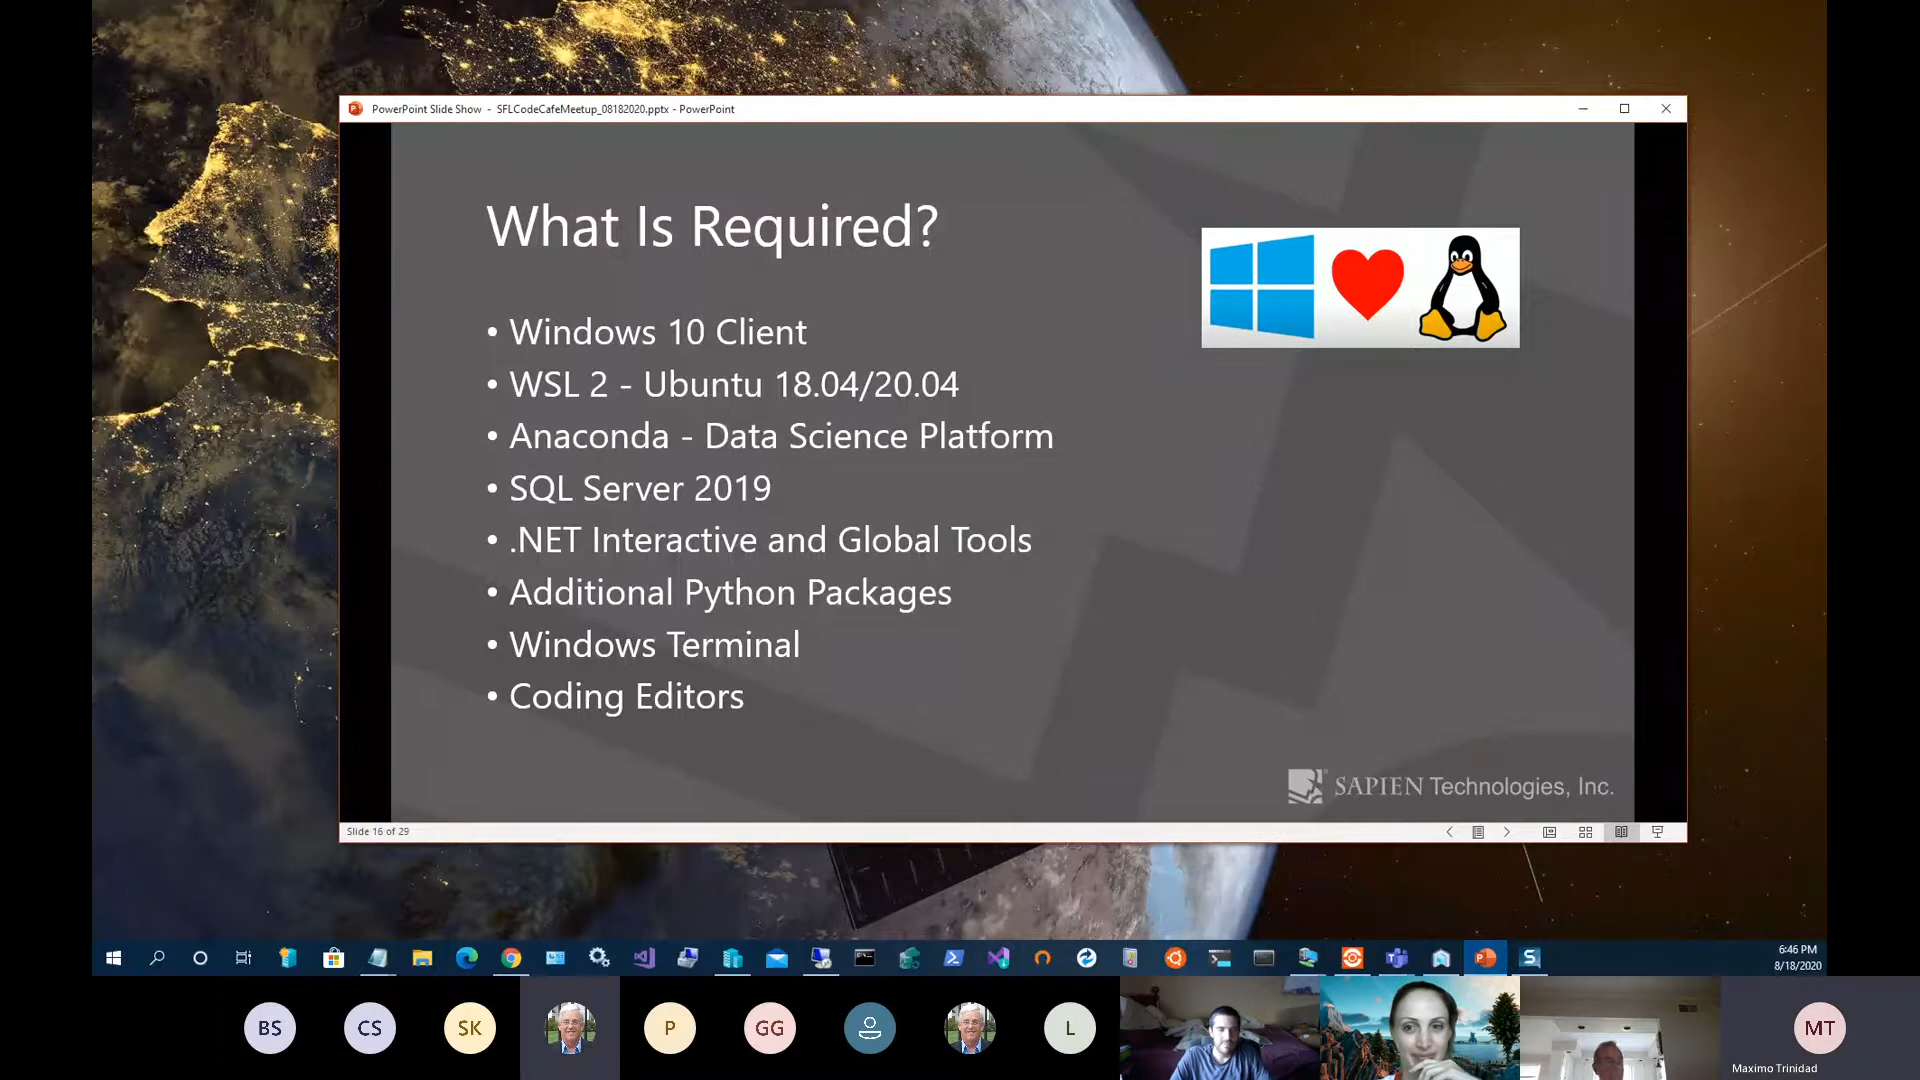 PowerPoint Slide Show - SFLCodeCafeMeetup_08182020.pptx - PowerPoint
What Is Required?
• Windows 10 Client
• WSL 2 - Ubuntu 18.04/20.04
• Anaconda - Data Science Platform
• SQL Server 2019
• .NET Interactive and Global Tools
• Additional Python Packages
• Windows Terminal
• Coding Editors
SAPIEN Technologies, Inc.
Slide 16 of 29
6:46 PM
8/18/2020
BS CS SK P GG L MT
Maximo Trinidad